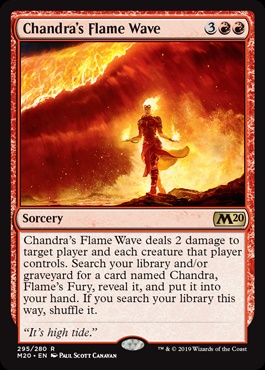 Chandra's Flame Wave 3
Sorcery M20
Chandra's Flame Wave deals 2 damage to
target player and each creature that player
controls. Search your library and/or
graveyard for a card named Chandra,
Flame's Fury, reveal it, and put it into
your hand. If you search your library this
way, shuffle it.
"It's high tide."
295/280 R
M20 • EN Paul Scott Canavan ™ & © 2019 Wizards of the Coast